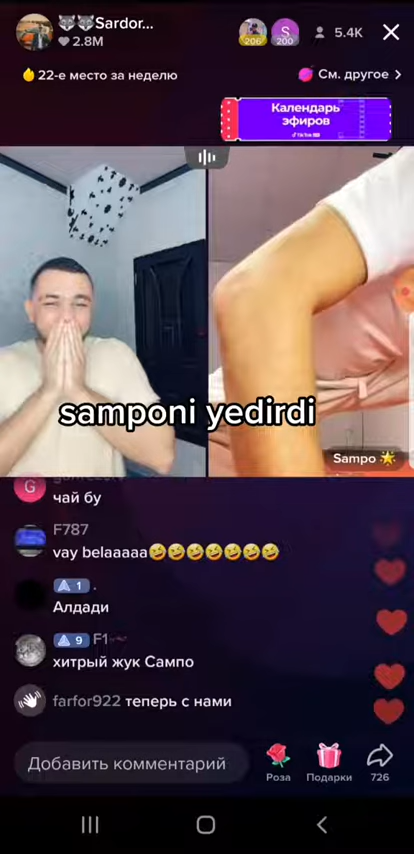 🐺🐺Sardor...
2.8M
206
200
5.4K
22-е место за неделю
См. другое
Календарь
эфиров
TikTok LIVE
samponi yedirdi
Sampo 🌟
G
чай бу
F787
vay belaaaaa🤣🤣🤣🤣🤣🤣🤣
1 .
Алдади
9 F1
хитрый жук Сампо
farfor922 теперь с нами
Добавить комментарий
Роза
Подарки
726